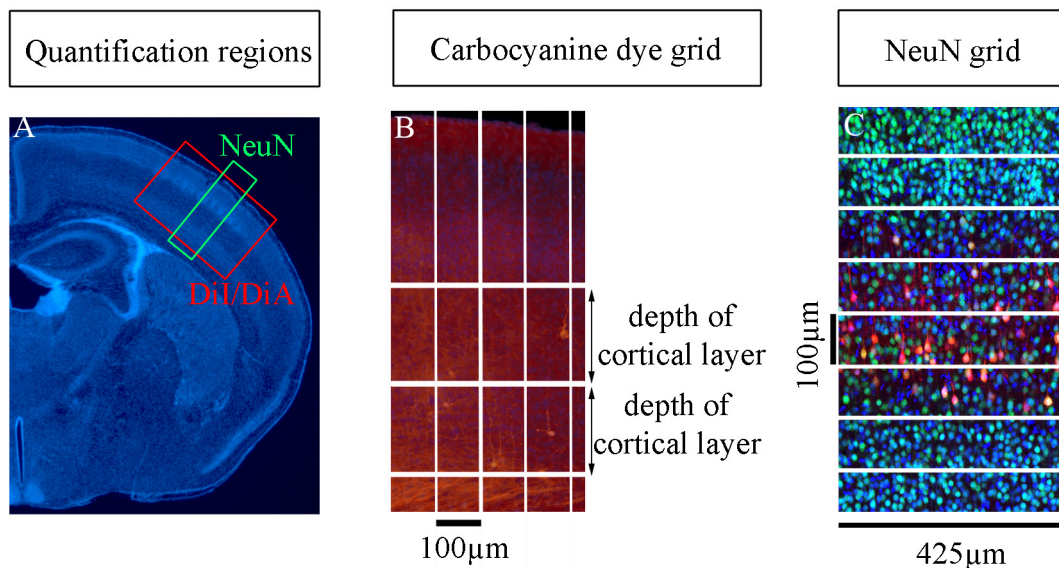 Quantification regions
Carbocyanine dye grid
NeuN grid
A
NeuN
DiI/DiA
B
depth of
cortical layer
depth of
cortical layer
100µm
C
100µm
425µm